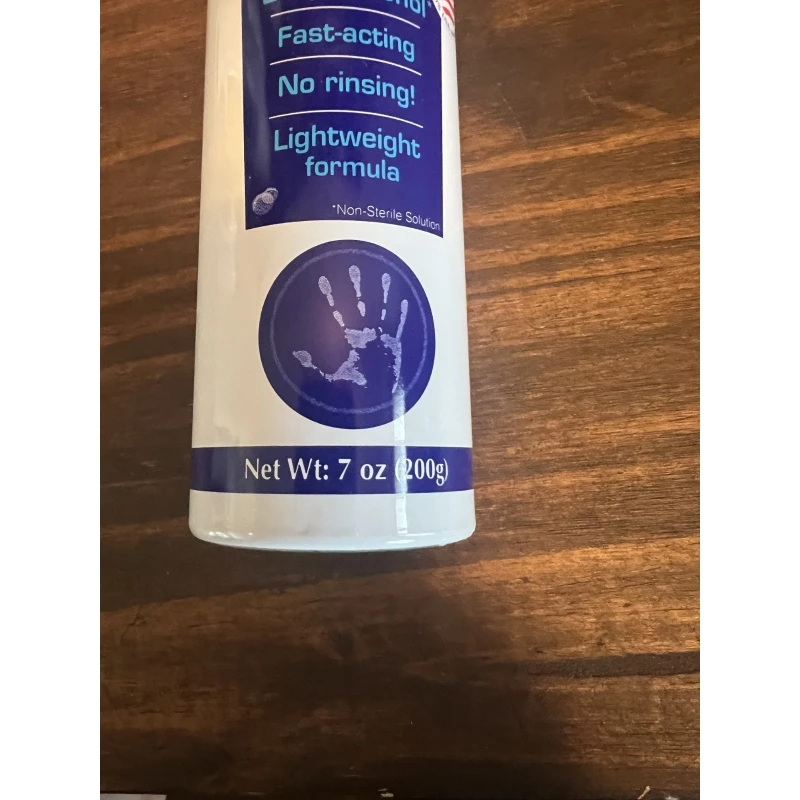 Fast-acting
No rinsing!
Lightweight
formula
*Non-Sterile Solution
Net Wt: 7 oz (200g)